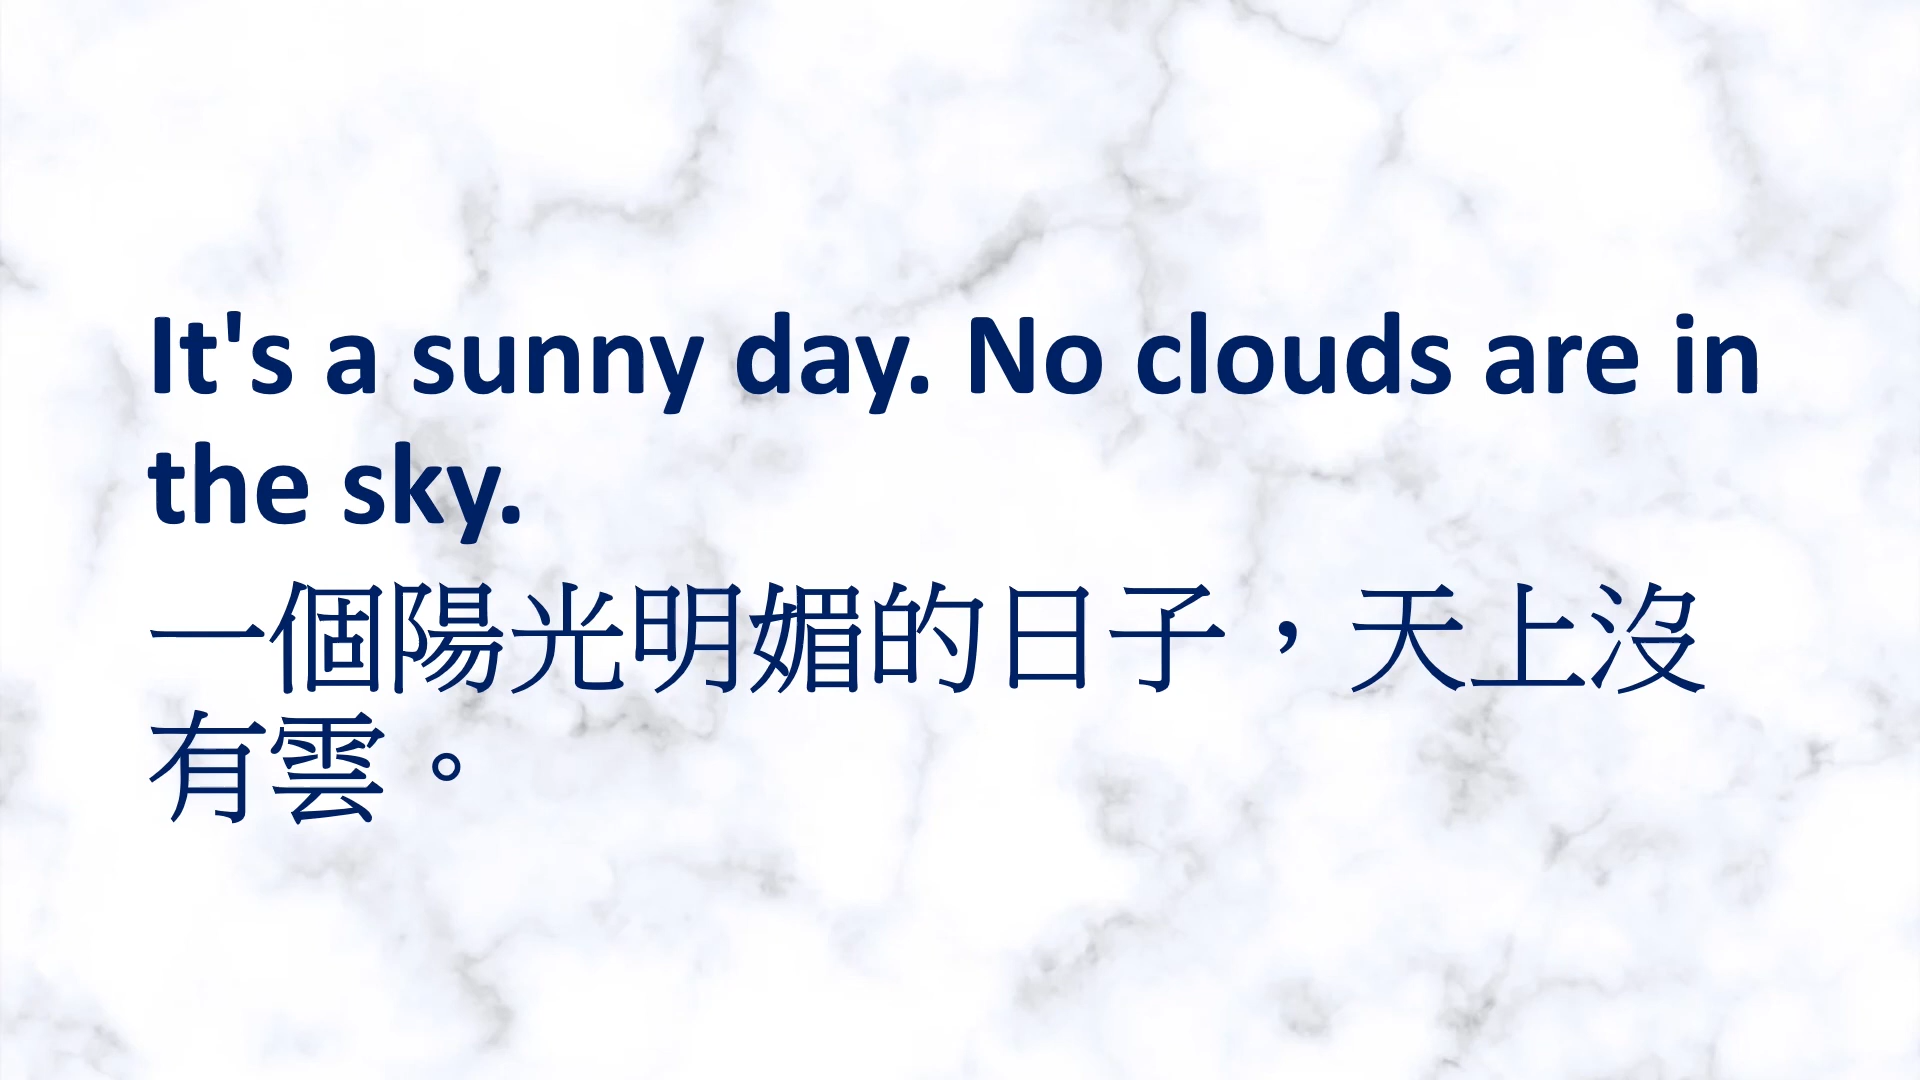 It's a sunny day. No clouds are in
the sky.
一個陽光明媚的日子，天上沒
有雲。